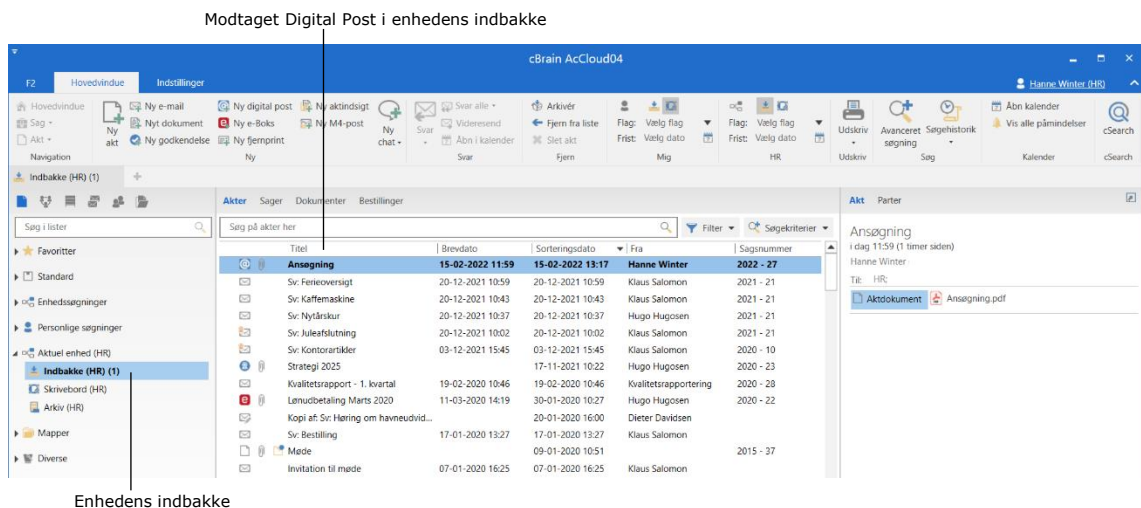 Modtaget Digital Post i enhedens indbakke
cBrain AcCloud04
F2 Hovedvindue Indstillinger Hanne Winter (HR)
Hovedvindue
Sag
Akt
Navigation
Ny akt
Ny e-mail
Nyt dokument
Ny godkendelse
Ny digital post
Ny e-Boks
Ny fjernprint
Ny aktindsigt
Ny M4-post
Ny chat
Ny
Svar
Svar alle
Videresend
Åbn i kalender
Svar
Arkivér
Fjern fra liste
Slet akt
Fjern
Flag: Vælg flag
Frist: Vælg dato
Mig
Flag: Vælg flag
Frist: Vælg dato
HR
Udskriv
Udskriv
Avanceret søgning
Søgehistorik
Søg
Åbn kalender
Vis alle påmindelser
Kalender
cSearch
cSearch
Indbakke (HR) (1)
Søg i lister
Favoritter
Standard
Enhedssøgninger
Personlige søgninger
Aktuel enhed (HR)
Indbakke (HR) (1)
Skrivebord (HR)
Arkiv (HR)
Mapper
Diverse
Akter Sager Dokumenter Bestillinger
Søg på akter her Filter Søgekriterier
Titel Brevdato Sorteringsdato Fra Sagsnummer
Ansøgning 15-02-2022 11:59 15-02-2022 13:17 Hanne Winter 2022 - 27
Sv: Ferieoversigt 20-12-2021 10:59 20-12-2021 10:59 Klaus Salomon 2021 - 21
Sv: Kaffemaskine 20-12-2021 10:43 20-12-2021 10:43 Klaus Salomon 2021 - 21
Sv: Nytårskur 20-12-2021 10:37 20-12-2021 10:37 Hugo Hugosen 2021 - 21
Sv: Juleafslutning 20-12-2021 10:02 20-12-2021 10:02 Klaus Salomon 2021 - 21
Sv: Kontorartikler 03-12-2021 15:45 03-12-2021 15:45 Klaus Salomon 2020 - 10
Strategi 2025 17-11-2021 10:22 Hugo Hugosen 2020 - 23
Kvalitetsrapport - 1. kvartal 19-02-2020 10:46 19-02-2020 10:46 Kvalitetsrapportering 2020 - 28
Lønudbetaling Marts 2020 11-03-2020 14:19 30-01-2020 10:27 Hugo Hugosen 2020 - 22
Kopi af: Sv: Høring om havneudvid... 20-01-2020 16:00 Dieter Davidsen
Sv: Bestilling 17-01-2020 13:27 17-01-2020 13:27 Klaus Salomon
Møde 09-01-2020 10:51 2015 - 37
Invitation til møde 07-01-2020 16:25 07-01-2020 16:25 Klaus Salomon
Akt Parter
Ansøgning
i dag 11:59 (1 timer siden)
Hanne Winter
Til: HR;
Aktdokument Ansøgning.pdf
Enhedens indbakke